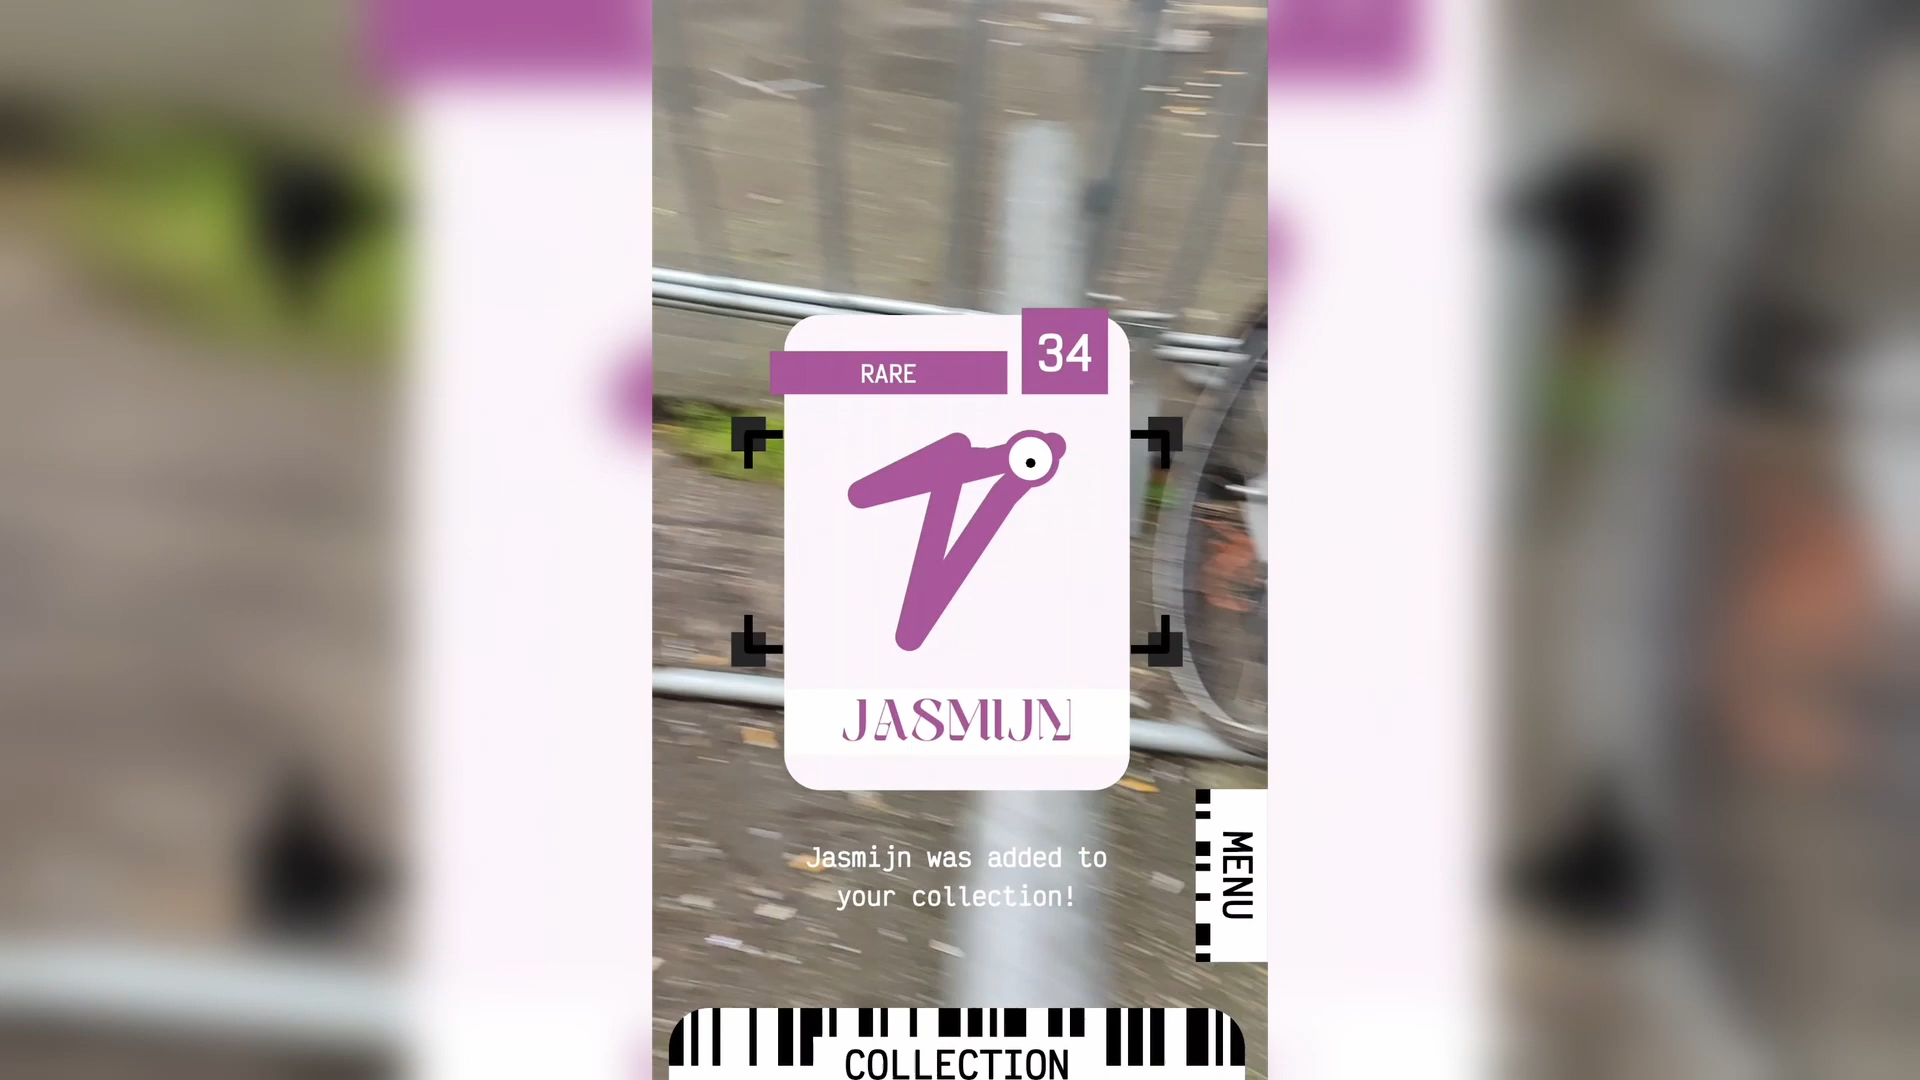 34
RARE
JASMIJN
Jasmijn was added to
your collection!
MENU
COLLECTION